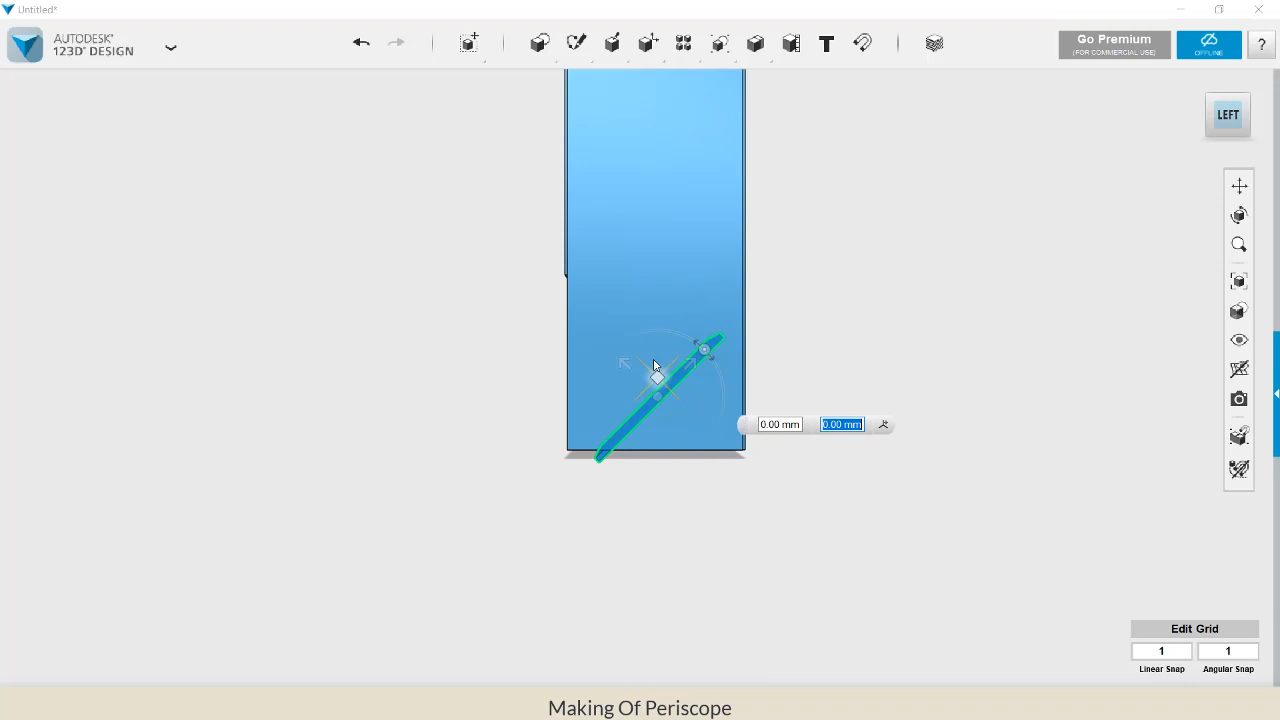 Untitled*
AUTODESK
123D® DESIGN
Go Premium
(FOR COMMERCIAL USE)
OFFLINE
?
T
LEFT
0.00 mm
0.00 mm
Edit Grid
1
1
Linear Snap
Angular Snap
Making Of Periscope